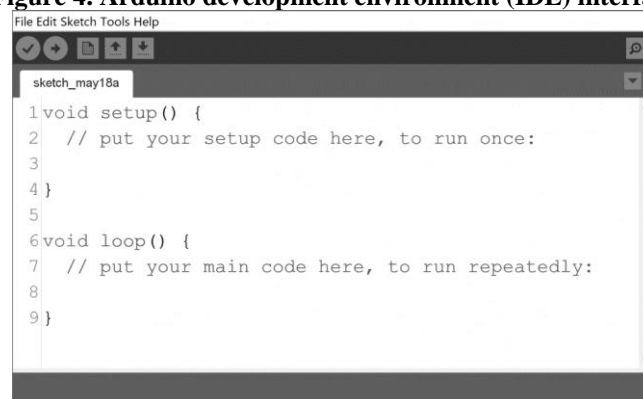 Figure 4. Arduino development environment (IDE)
File Edit Sketch Tools Help
sketch_may18a
1 void setup() {
2 // put your setup code here, to run once:
3
4 }
5
6 void loop() {
7 // put your main code here, to run repeatedly:
8
9 }